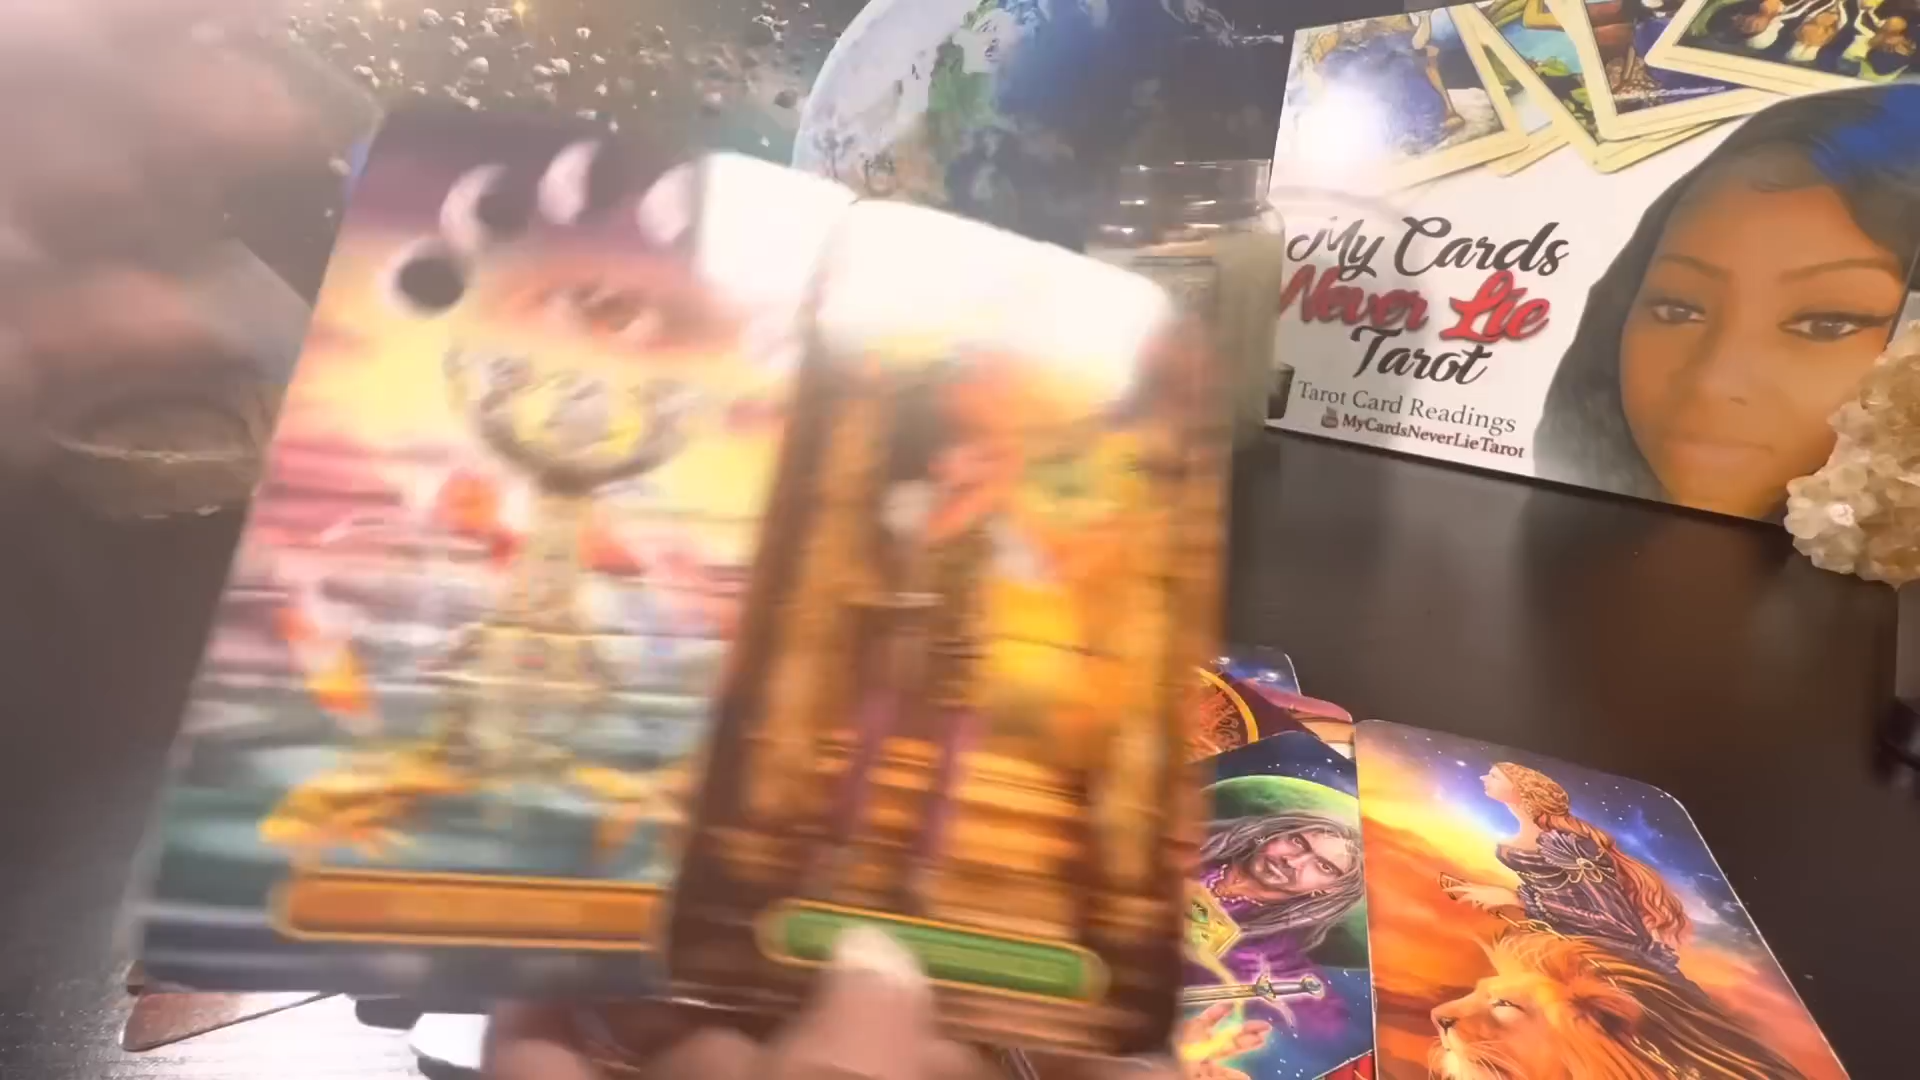 My Cards
Never Lie
Tarot
Tarot Card Readings
MyCardsNeverLieTarot